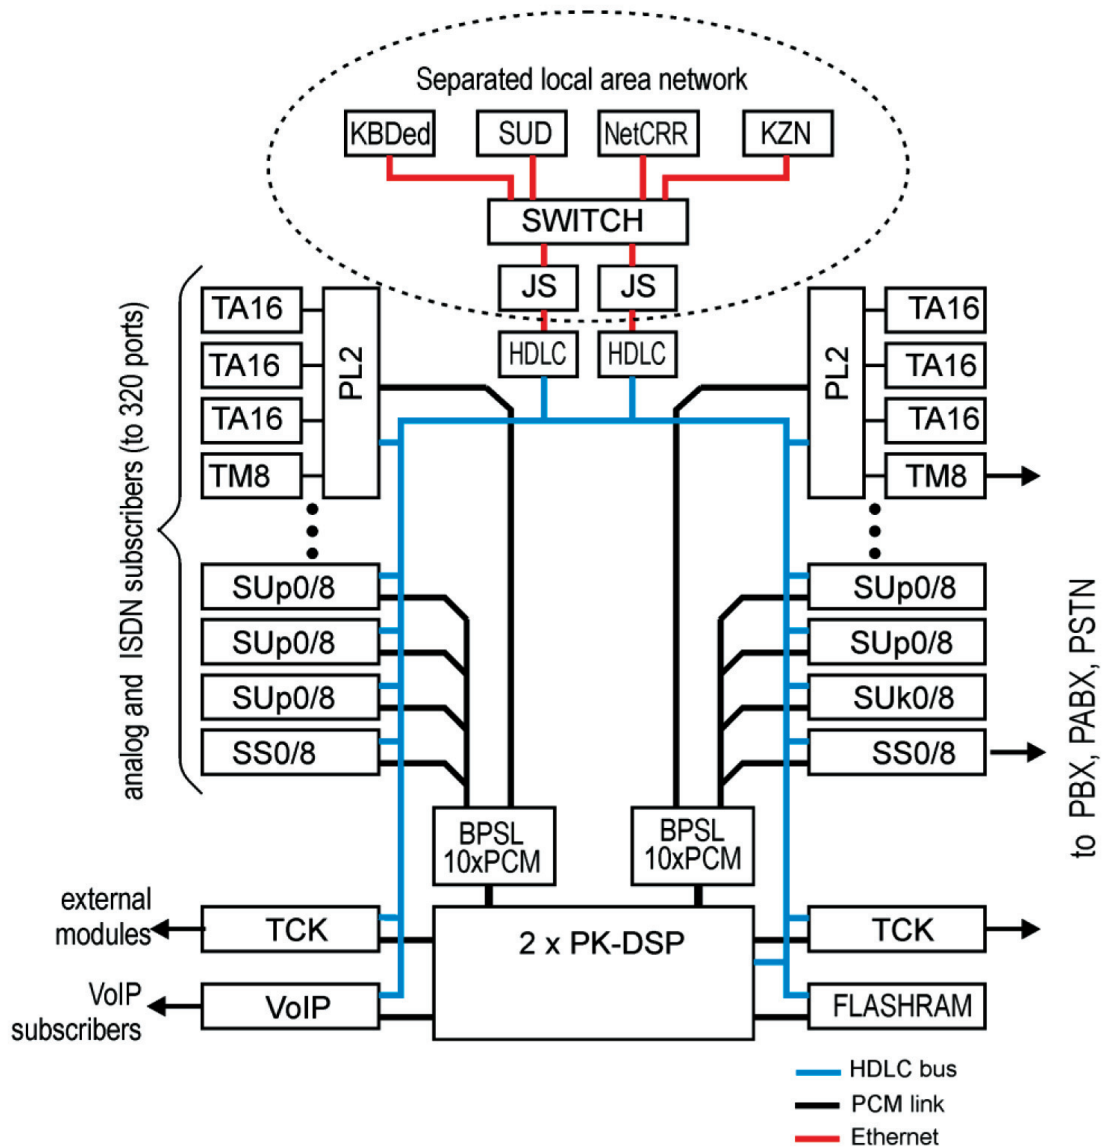 Separated local area network
KBDed
SUD
NetCRR
KZN
SWITCH
JS
JS
HDLC
HDLC
analog and ISDN subscribers (to 320 ports)
TA16
TA16
TA16
TM8
PL2
PL2
TA16
TA16
TA16
TM8
SUp0/8
SUp0/8
SUp0/8
SS0/8
SUp0/8
SUp0/8
SUk0/8
SS0/8
to PBX, PABX, PSTN
BPSL
10xPCM
BPSL
10xPCM
external
modules
TCK
2 x PK-DSP
TCK
VoIP
subscribers
VoIP
FLASHRAM
HDLC bus
PCM link
Ethernet